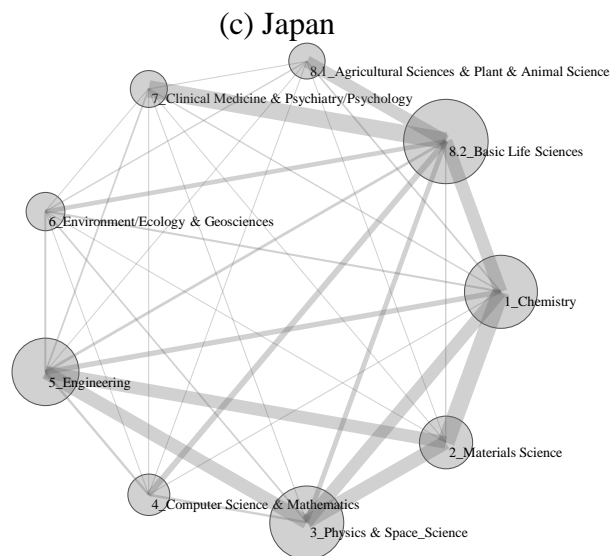 (c) Japan
8.1_Agricultural Sciences & Plant & Animal Science
7_Clinical Medicine & Psychiatry/Psychology
8.2_Basic Life Sciences
6_Environment/Ecology & Geosciences
1_Chemistry
5_Engineering
2_Materials Science
4_Computer Science & Mathematics
3_Physics & Space_Science